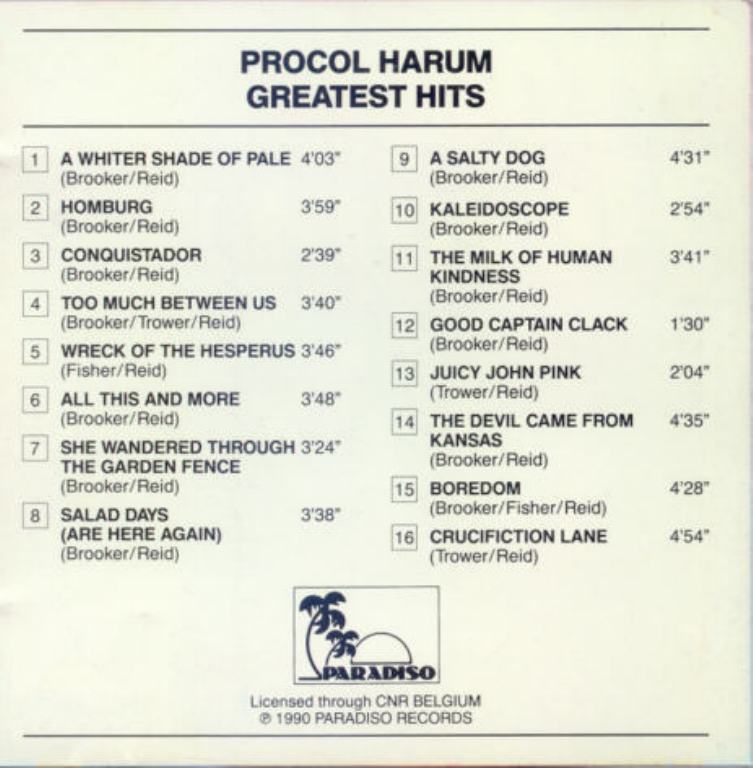 PROCOL HARUM
GREATEST HITS
1 A WHITER SHADE OF PALE 4'03"
(Brooker/Reid)
2 HOMBURG 3'59"
(Brooker/Reid)
3 CONQUISTADOR 2'39"
(Brooker/Reid)
4 TOO MUCH BETWEEN US 3'40"
(Brooker/Trower/Reid)
5 WRECK OF THE HESPERUS 3'46"
(Fisher/Reid)
6 ALL THIS AND MORE 3'48"
(Brooker/Reid)
7 SHE WANDERED THROUGH 3'24"
THE GARDEN FENCE
(Brooker/Reid)
8 SALAD DAYS 3'38"
(ARE HERE AGAIN)
(Brooker/Reid)
9 A SALTY DOG 4'31"
(Brooker/Reid)
10 KALEIDOSCOPE 2'54"
(Brooker/Reid)
11 THE MILK OF HUMAN 3'41"
KINDNESS
(Brooker/Reid)
12 GOOD CAPTAIN CLACK 1'30"
(Brooker/Reid)
13 JUICY JOHN PINK 2'04"
(Trower/Reid)
14 THE DEVIL CAME FROM 4'35"
KANSAS
(Brooker/Reid)
15 BOREDOM 4'28"
(Brooker/Fisher/Reid)
16 CRUCIFICTION LANE 4'54"
(Trower/Reid)
PARADISO
Licensed through CNR BELGIUM
℗ 1990 PARADISO RECORDS